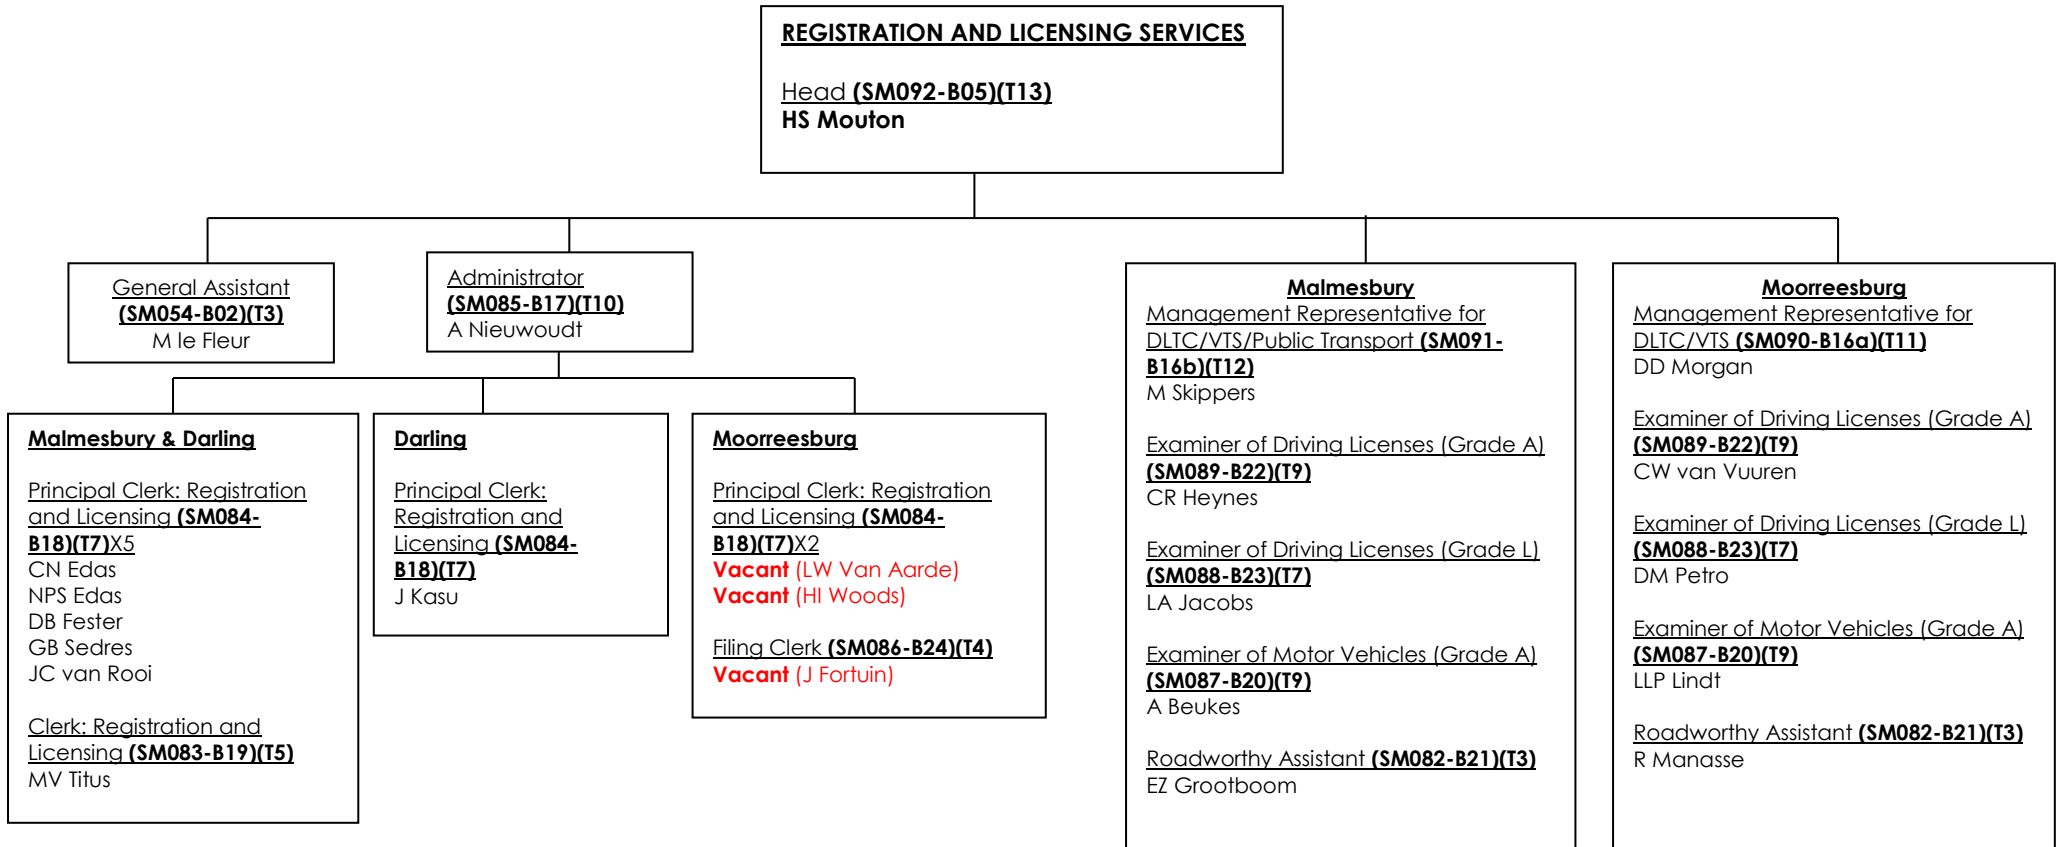 REGISTRATION AND LICENSING SERVICES
Head (SM092-B05)(T13)
HS Mouton
General Assistant
(SM054-B02)(T3)
M le Fleur
Administrator
(SM085-B17)(T10)
A Nieuwoudt
Malmesbury & Darling
Principal Clerk: Registration
and Licensing (SM084-
B18)(T7)X5
CN Edas
NPS Edas
DB Fester
GB Sedres
JC van Rooi
Clerk: Registration and
Licensing (SM083-B19)(T5)
MV Titus
Darling
Principal Clerk:
Registration and
Licensing (SM084-
B18)(T7)
J Kasu
Moorreesburg
Principal Clerk: Registration
and Licensing (SM084-
B18)(T7)X2
Vacant (LW Van Aarde)
Vacant (HI Woods)
Filing Clerk (SM086-B24)(T4)
Vacant (J Fortuin)
Malmesbury
Management Representative for
DLTC/VTS/Public Transport (SM091-
B16b)(T12)
M Skippers
Examiner of Driving Licenses (Grade A)
(SM089-B22)(T9)
CR Heynes
Examiner of Driving Licenses (Grade L)
(SM088-B23)(T7)
LA Jacobs
Examiner of Motor Vehicles (Grade A)
(SM087-B20)(T9)
A Beukes
Roadworthy Assistant (SM082-B21)(T3)
EZ Grootboom
Moorreesburg
Management Representative for
DLTC/VTS (SM090-B16a)(T11)
DD Morgan
Examiner of Driving Licenses (Grade A)
(SM089-B22)(T9)
CW van Vuuren
Examiner of Driving Licenses (Grade L)
(SM088-B23)(T7)
DM Petro
Examiner of Motor Vehicles (Grade A)
(SM087-B20)(T9)
LLP Lindt
Roadworthy Assistant (SM082-B21)(T3)
R Manasse